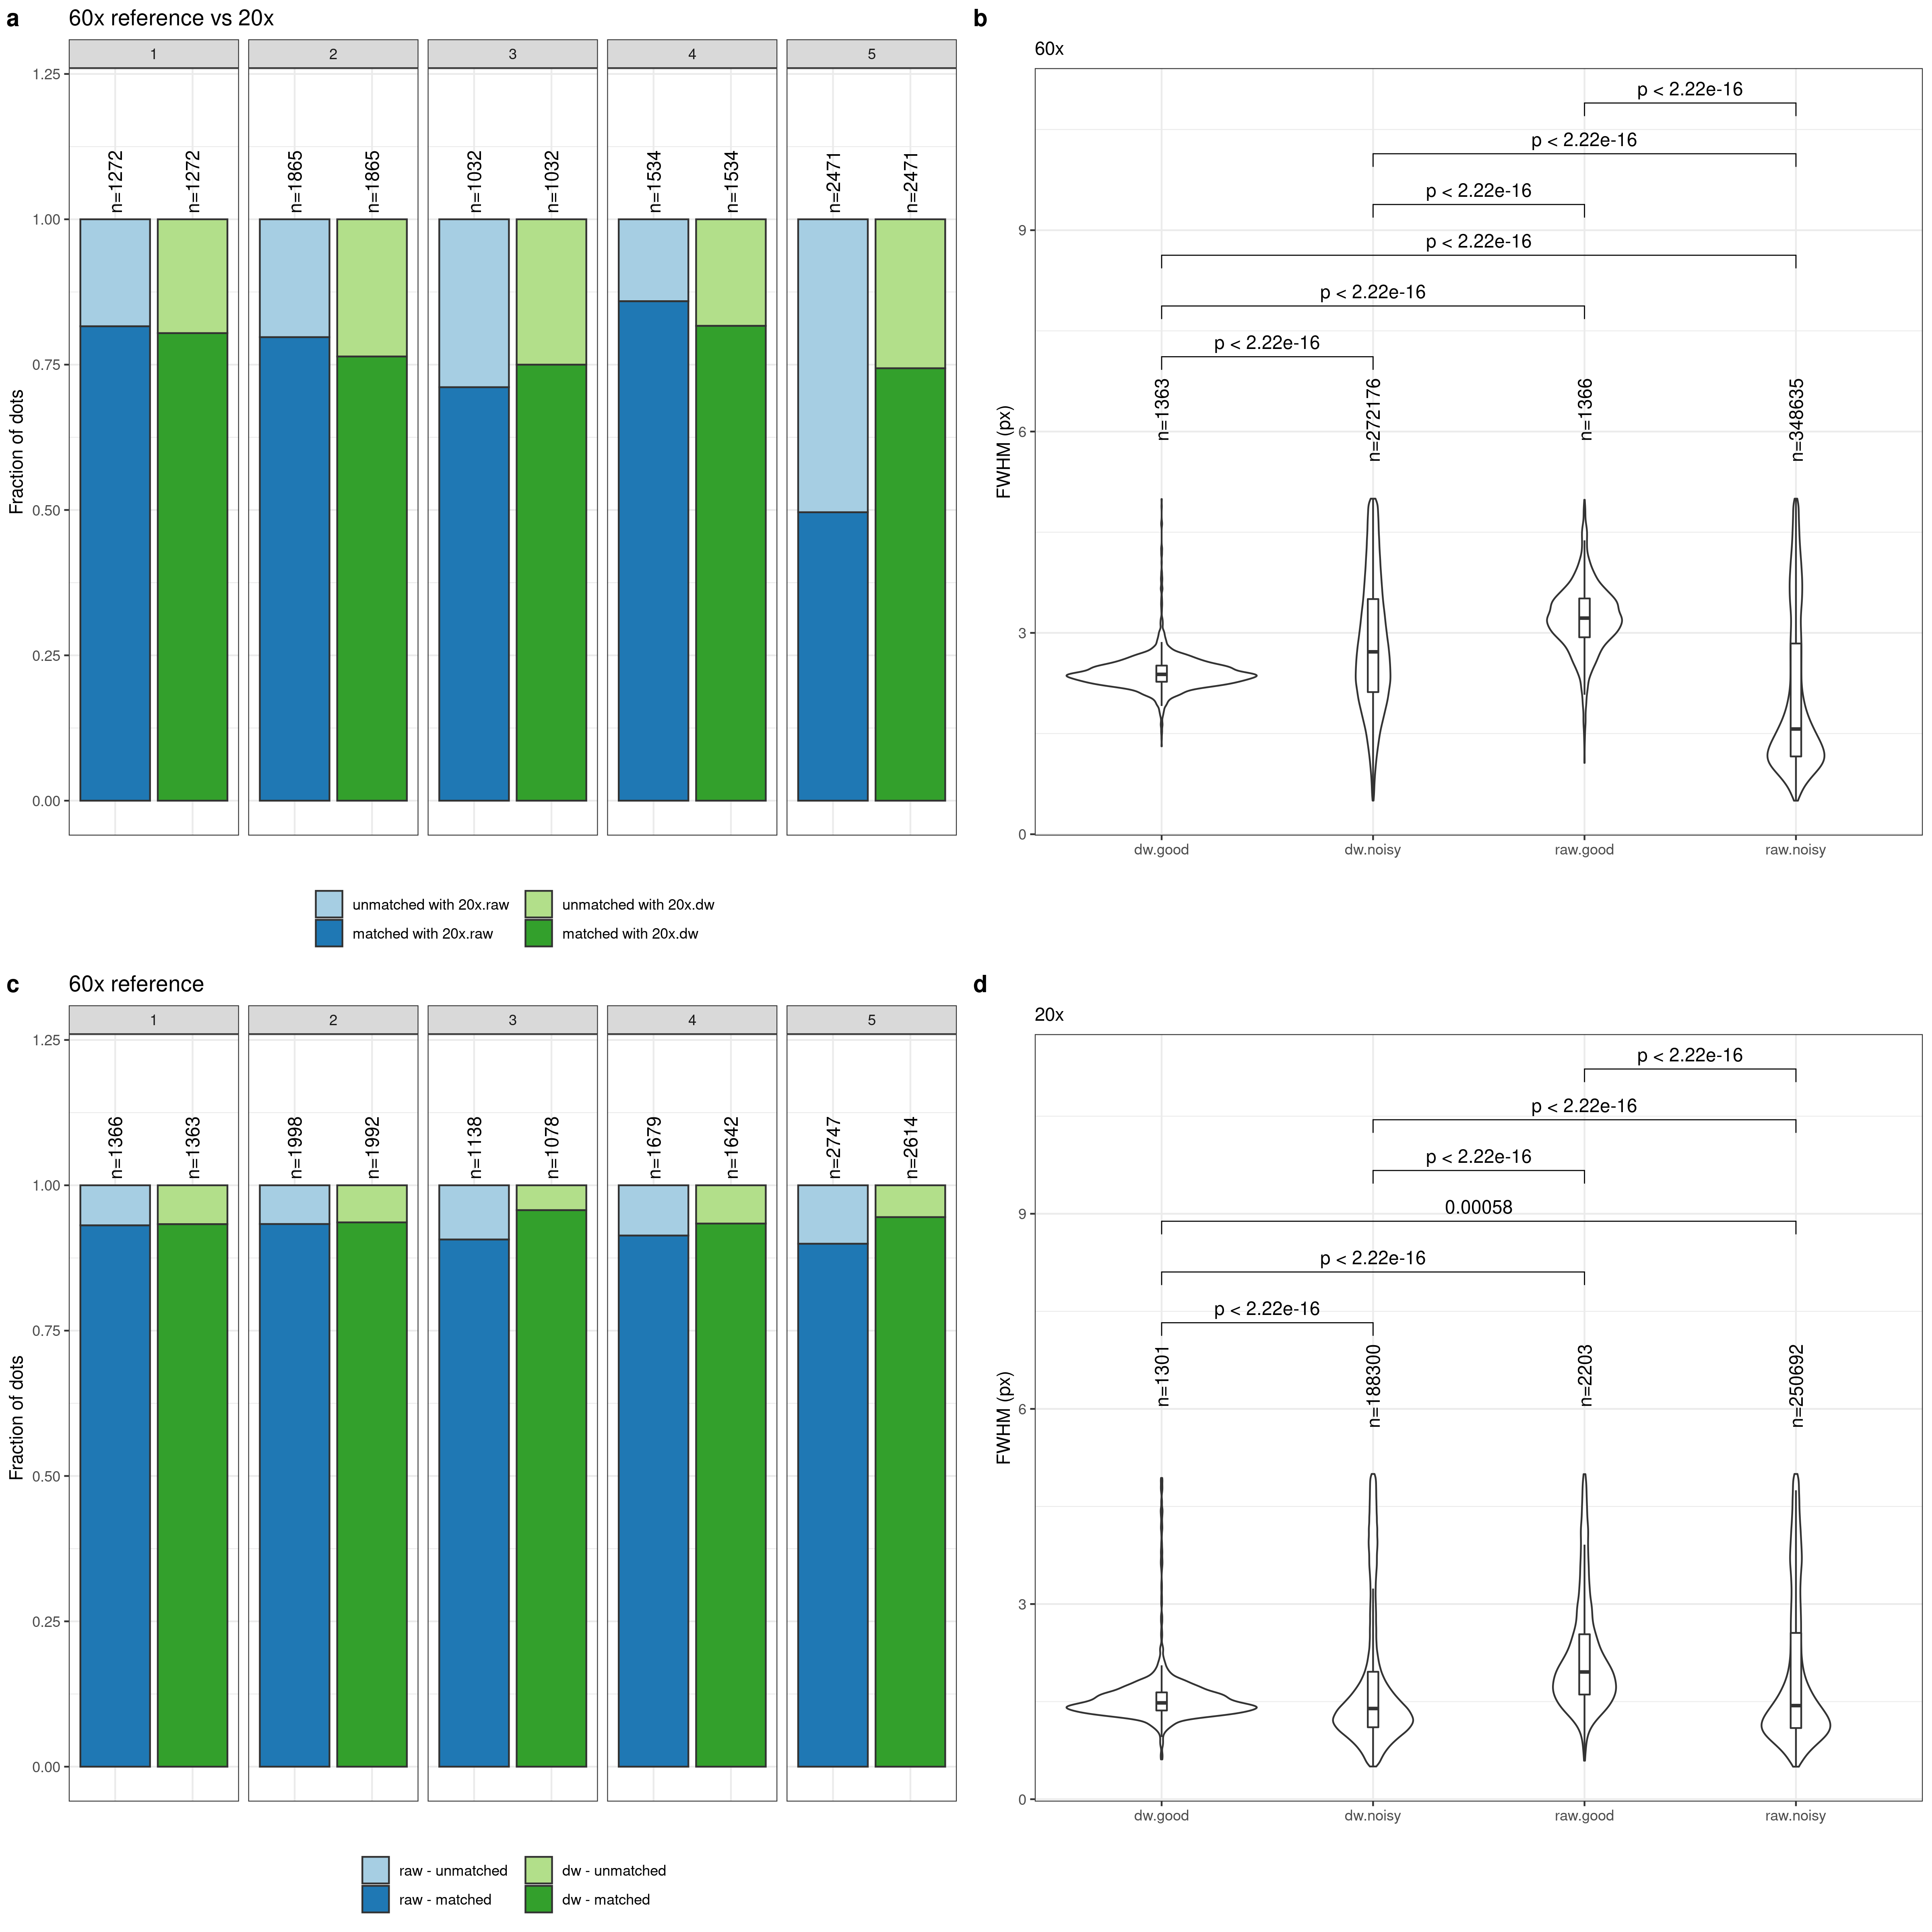 a
60x reference vs 20x
1
2
3
4
5
1.25
1.00
0.75
0.50
0.25
0.00
Fraction of dots
n=1272
n=1272
n=1865
n=1865
n=1032
n=1032
n=1534
n=1534
n=2471
n=2471
unmatched with 20x.raw
unmatched with 20x.dw
matched with 20x.raw
matched with 20x.dw
b
60x
p < 2.22e-16
p < 2.22e-16
p < 2.22e-16
p < 2.22e-16
p < 2.22e-16
p < 2.22e-16
n=1363
n=272176
n=1366
n=348635
9
6
3
0
FWHM (px)
dw.good
dw.noisy
raw.good
raw.noisy
c
60x reference
1
2
3
4
5
1.25
1.00
0.75
0.50
0.25
0.00
Fraction of dots
n=1366
n=1363
n=1998
n=1992
n=1138
n=1078
n=1679
n=1642
n=2747
n=2614
raw - unmatched
dw - unmatched
raw - matched
dw - matched
d
20x
p < 2.22e-16
p < 2.22e-16
p < 2.22e-16
0.00058
p < 2.22e-16
p < 2.22e-16
n=1301
n=188300
n=2203
n=250692
9
6
3
0
FWHM (px)
dw.good
dw.noisy
raw.good
raw.noisy